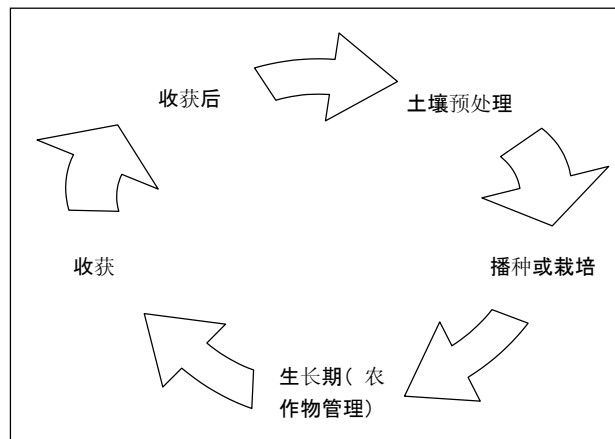 收获后
土壤预处理
收获
播种或栽培
生长期( 农
作物管理)